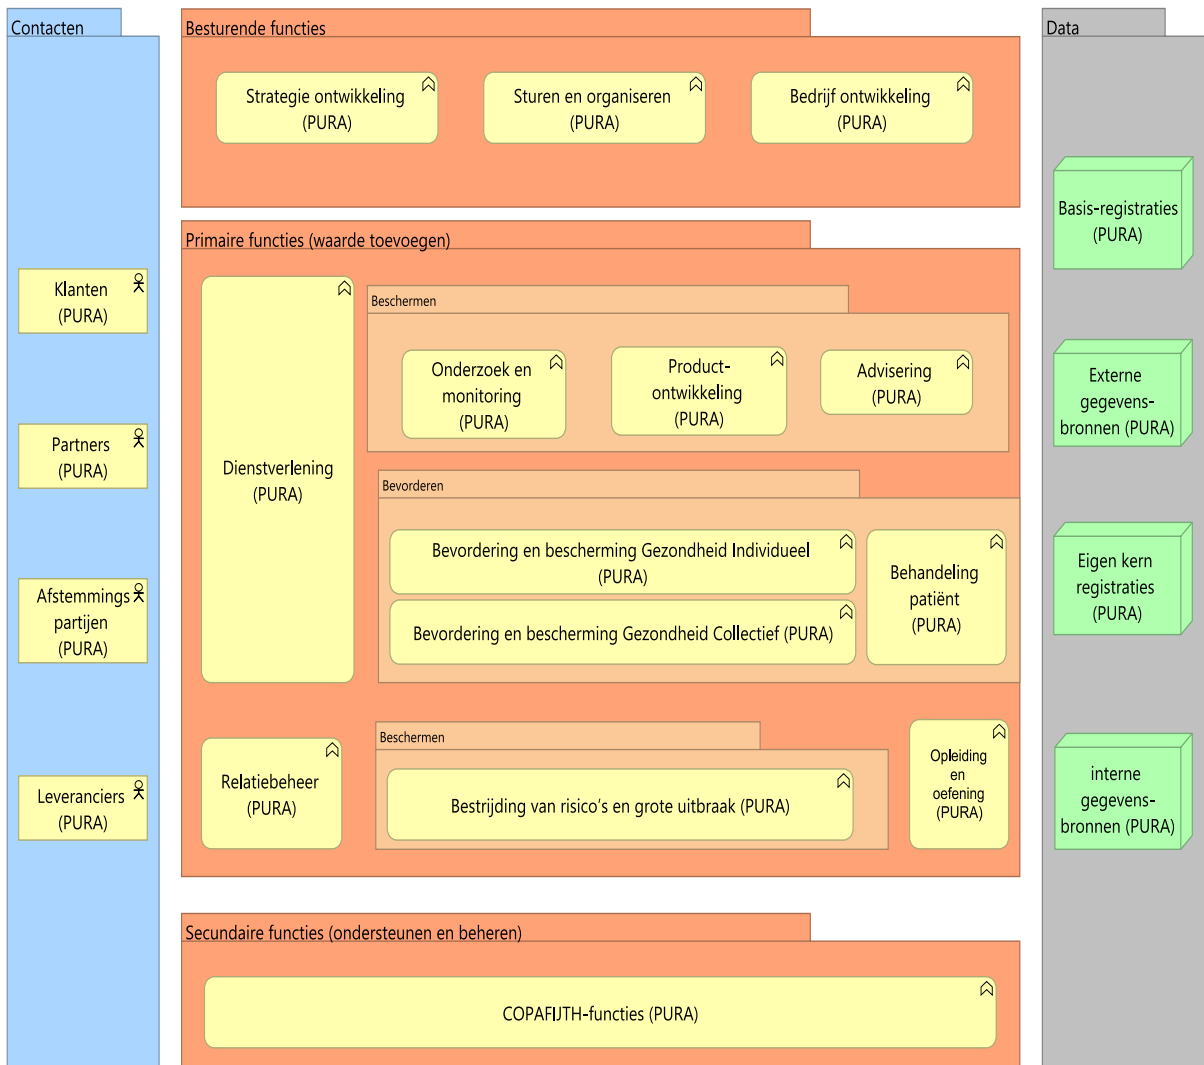 Contacten
Klanten
(PURA)
Partners
(PURA)
Afstemmings
partijen
(PURA)
Leveranciers
(PURA)
Besturende functies
Strategie ontwikkeling
(PURA)
Sturen en organiseren
(PURA)
Bedrijf ontwikkeling
(PURA)
Primaire functies (waarde toevoegen)
Dienstverlening
(PURA)
Beschermen
Onderzoek en
monitoring
(PURA)
Product-
ontwikkeling
(PURA)
Advisering
(PURA)
Bevorderen
Bevordering en bescherming Gezondheid Individueel
(PURA)
Bevordering en bescherming Gezondheid Collectief (PURA)
Behandeling
patiënt
(PURA)
Relatiebeheer
(PURA)
Beschermen
Bestrijding van risico's en grote uitbraak (PURA)
Opleiding
en
oefening
(PURA)
Secundaire functies (ondersteunen en beheren)
COPAFIJTH-functies (PURA)
Data
Basis-registraties
(PURA)
Externe
gegevens-
bronnen (PURA)
Eigen kern
registraties
(PURA)
interne
gegevens-
bronnen (PURA)